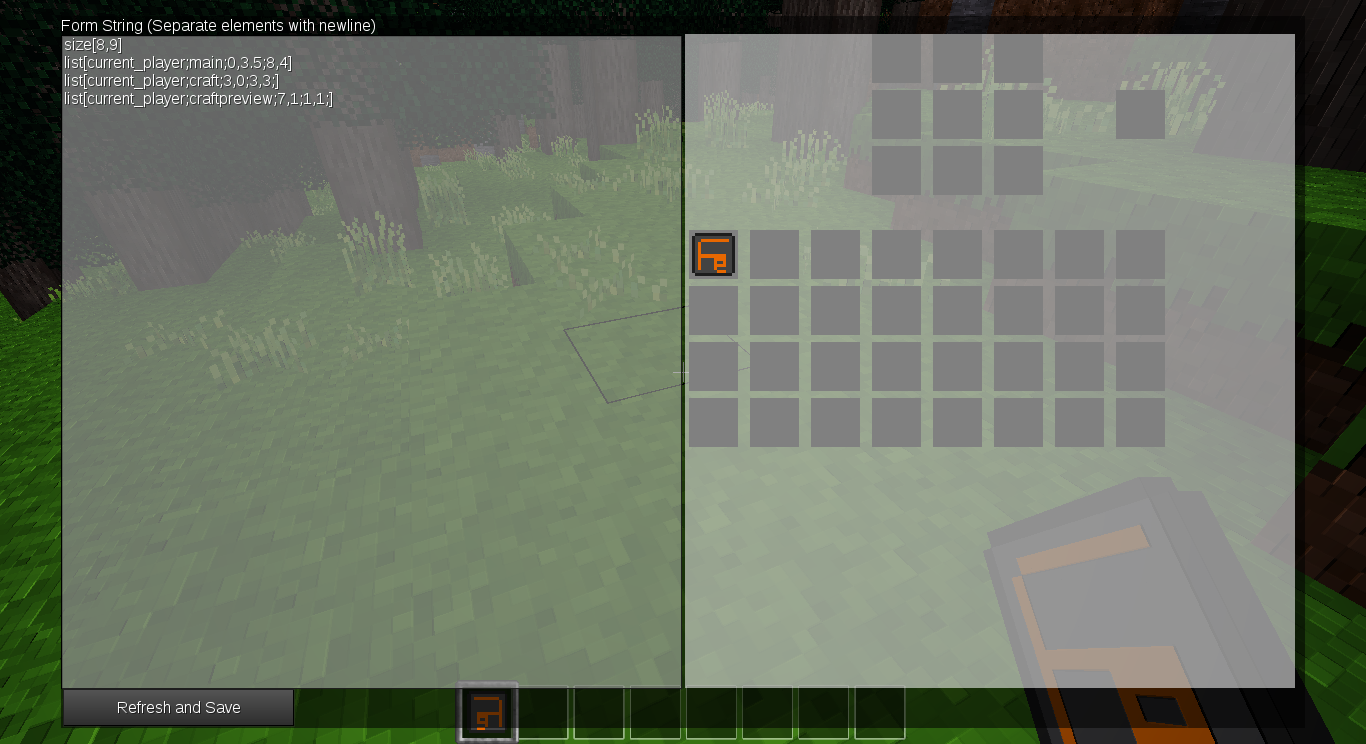 Form String (Separate elements with newline)
size[8,9]
list[current_player;main;0,3.5;8,4]
list[current_player;craft;3,0;3,3;]
list[current_player;craftpreview;7,1;1,1;]
Refresh and Save